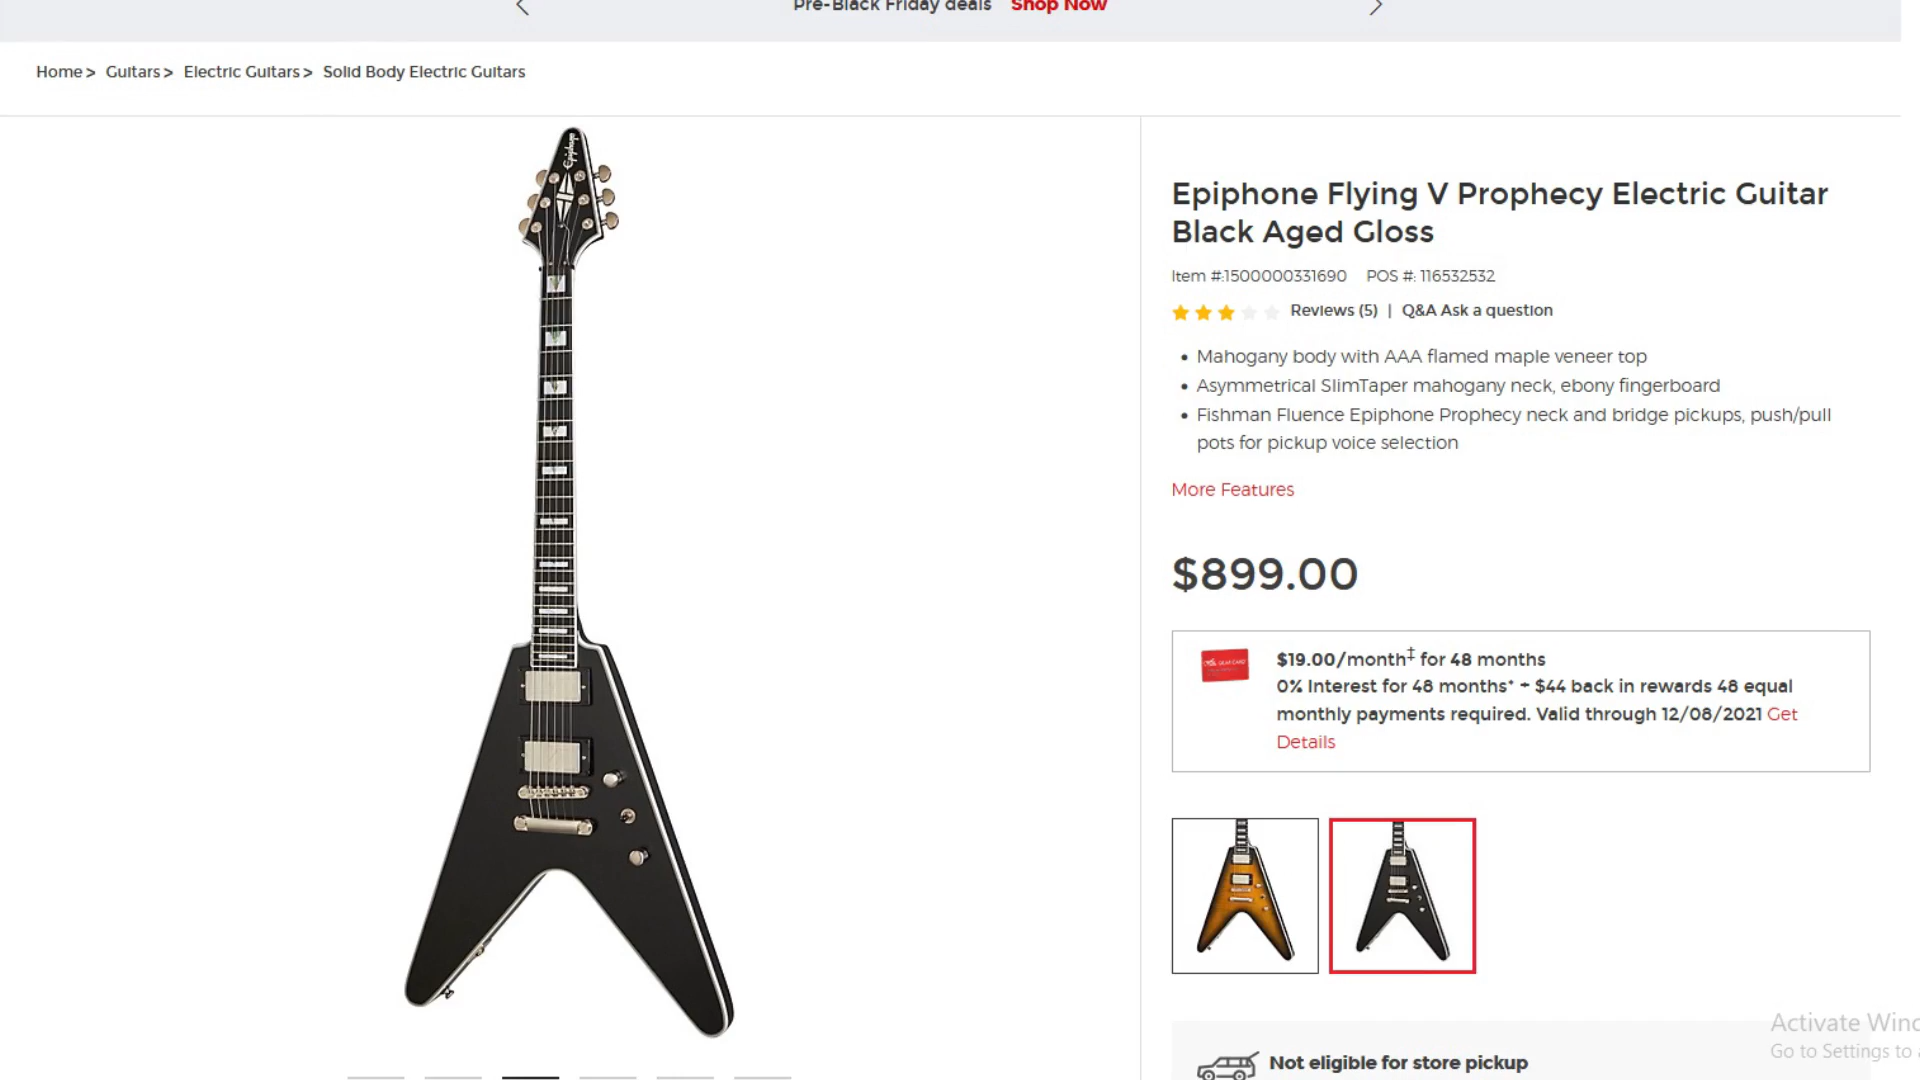 Pre-Black Friday deals Shop Now
Home > Guitars > Electric Guitars > Solid Body Electric Guitars
Epiphone
Epiphone Flying V Prophecy Electric Guitar
Black Aged Gloss
Item #:1500000331690 POS #: 116532532
Reviews (5) | Q&A Ask a question
• Mahogany body with AAA flamed maple veneer top
• Asymmetrical SlimTaper mahogany neck, ebony fingerboard
• Fishman Fluence Epiphone Prophecy neck and bridge pickups, push/pull
pots for pickup voice selection
More Features
$899.00
GEAR CARD
$19.00/month‡ for 48 months
0% Interest for 48 months* + $44 back in rewards 48 equal
monthly payments required. Valid through 12/08/2021 Get
Details
Activate Wind
Go to Settings to a
Not eligible for store pickup